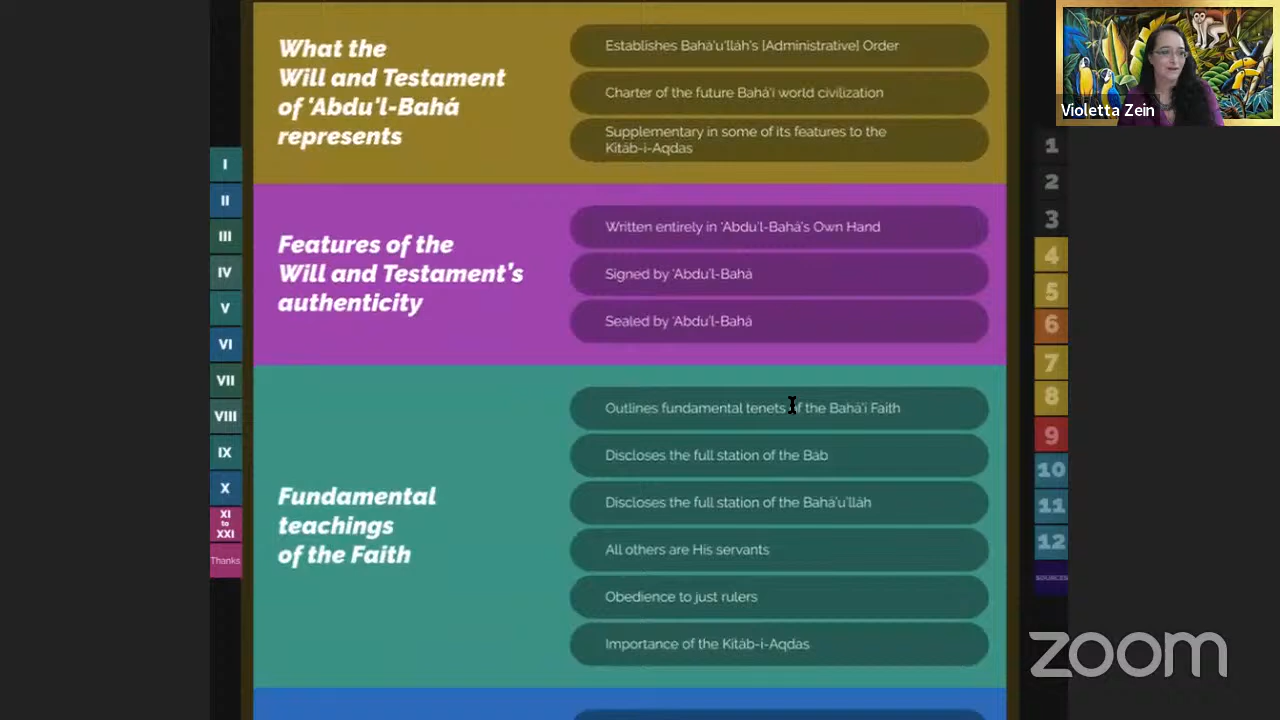 What the
Will and Testament
of ‘Abdu'l-Bahá
represents
Establishes Bahá'u'lláh's [Administrative] Order
Charter of the future Bahá'í world civilization
Supplementary in some of its features to the
Kitáb-i-Aqdas
Features of the
Will and Testament's
authenticity
Written entirely in ‘Abdu'l-Bahá's Own Hand
Signed by ‘Abdu'l-Bahá
Sealed by ‘Abdu'l-Bahá
Fundamental
teachings
of the Faith
Outlines fundamental tenets of the Bahá'í Faith
Discloses the full station of the Báb
Discloses the full station of the Bahá'u'lláh
All others are His servants
Obedience to just rulers
Importance of the Kitáb-i-Aqdas
I
II
III
IV
V
VI
VII
VIII
IX
X
XI
to
XXI
Thanks
Violetta Zein
1
2
3
4
5
6
7
8
9
10
11
12
SOURCES
zoom